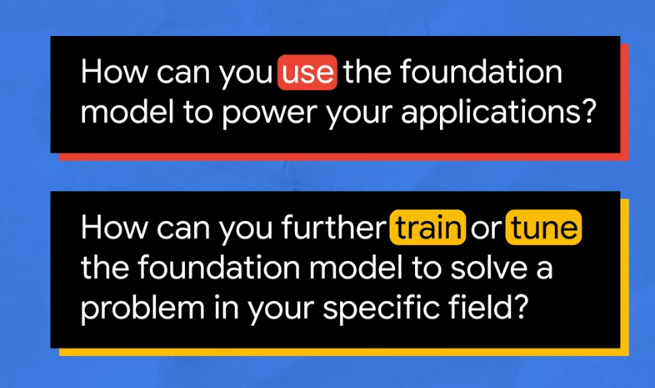 How can you use the foundation
model to power your applications?
How can you further train or tune
the foundation model to solve a
problem in your specific field?